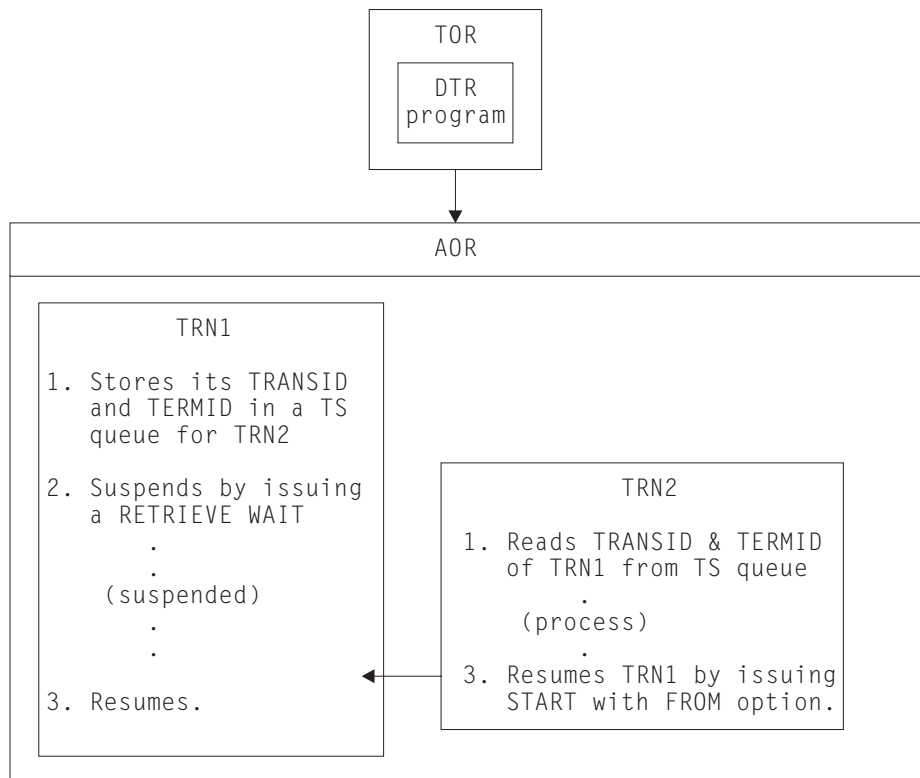 TOR
DTR
program
AOR
TRN1
1. Stores its TRANSID
and TERMID in a TS
queue for TRN2
2. Suspends by issuing
a RETRIEVE WAIT
.
.
(suspended)
.
.
3. Resumes.
TRN2
1. Reads TRANSID & TERMID
of TRN1 from TS queue
.
(process)
.
3. Resumes TRN1 by issuing
START with FROM option.